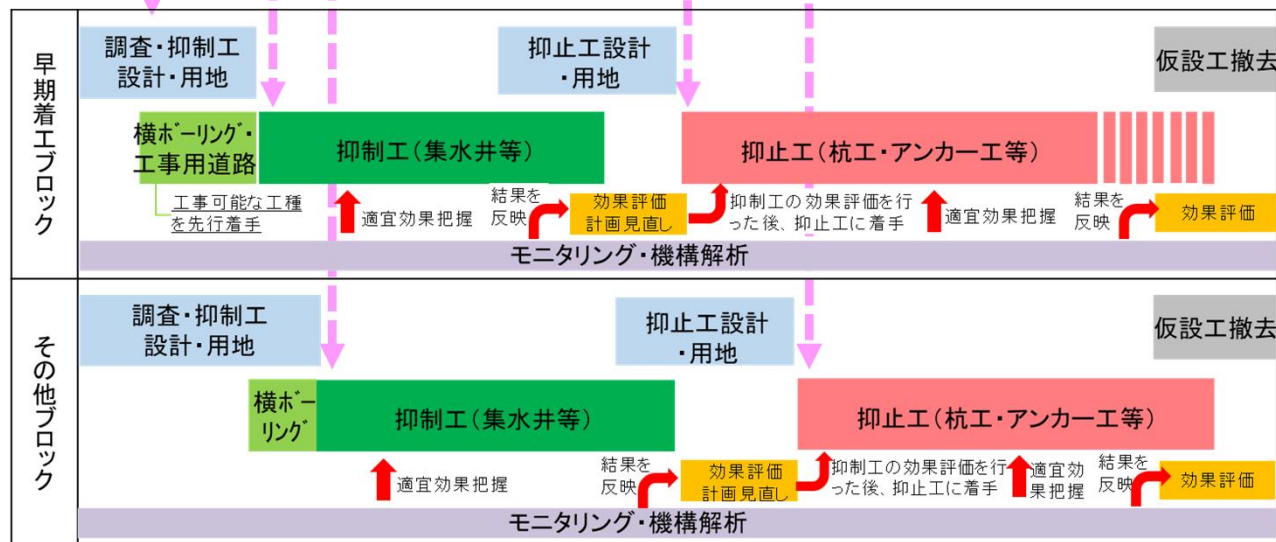 早期着工ブロック
調査・抑制工
設計・用地
抑止工設計
・用地
仮設工撤去
横ボーリング・
工事用道路
抑制工(集水井等)
抑止工(杭工・アンカー工等)
工事可能な工種
を先行着手
適宜効果把握
結果を
反映
効果評価
計画見直し
抑制工の効果評価を行
った後、抑止工に着手
適宜効果把握
結果を
反映
効果評価
モニタリング・機構解析
その他ブロック
調査・抑制工
設計・用地
抑止工設計
・用地
仮設工撤去
横ボー
リング
抑制工(集水井等)
抑止工(杭工・アンカー工等)
適宜効果把握
結果を
反映
効果評価
計画見直し
抑制工の効果評価を行
った後、抑止工に着手
適宜効
果把握
結果を
反映
効果評価
モニタリング・機構解析